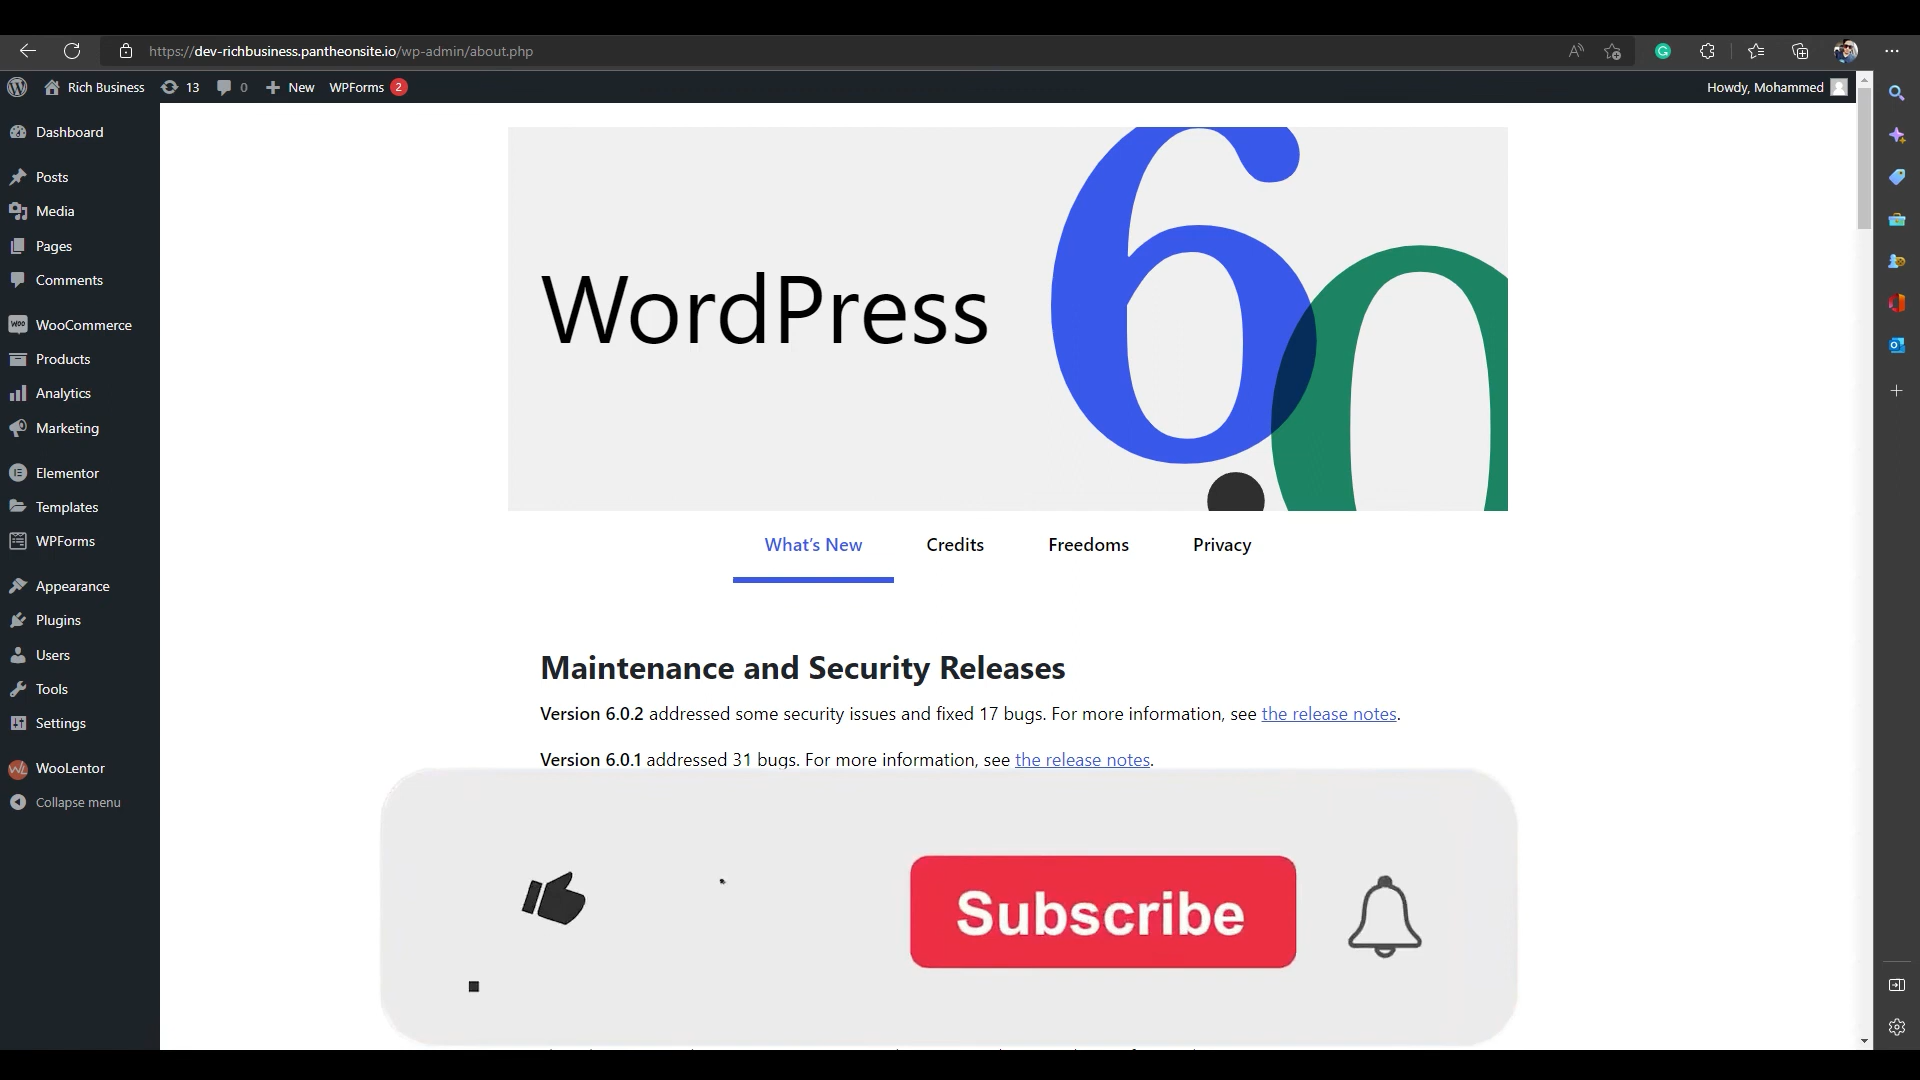 https://dev-richbusiness.pantheonsite.io/wp-admin/about.php
Rich Business 13 0 New WPForms 2
Howdy, Mohammed
Dashboard
Posts
Media
Pages
Comments
WooCommerce
Products
Analytics
Marketing
Elementor
Templates
WPForms
Appearance
Plugins
Users
Tools
Settings
WooLentor
Collapse menu
WordPress
6.0
What's New Credits Freedoms Privacy
Maintenance and Security Releases
Version 6.0.2 addressed some security issues and fixed 17 bugs. For more information, see the release notes.
Version 6.0.1 addressed 31 bugs. For more information, see the release notes.
Subscribe